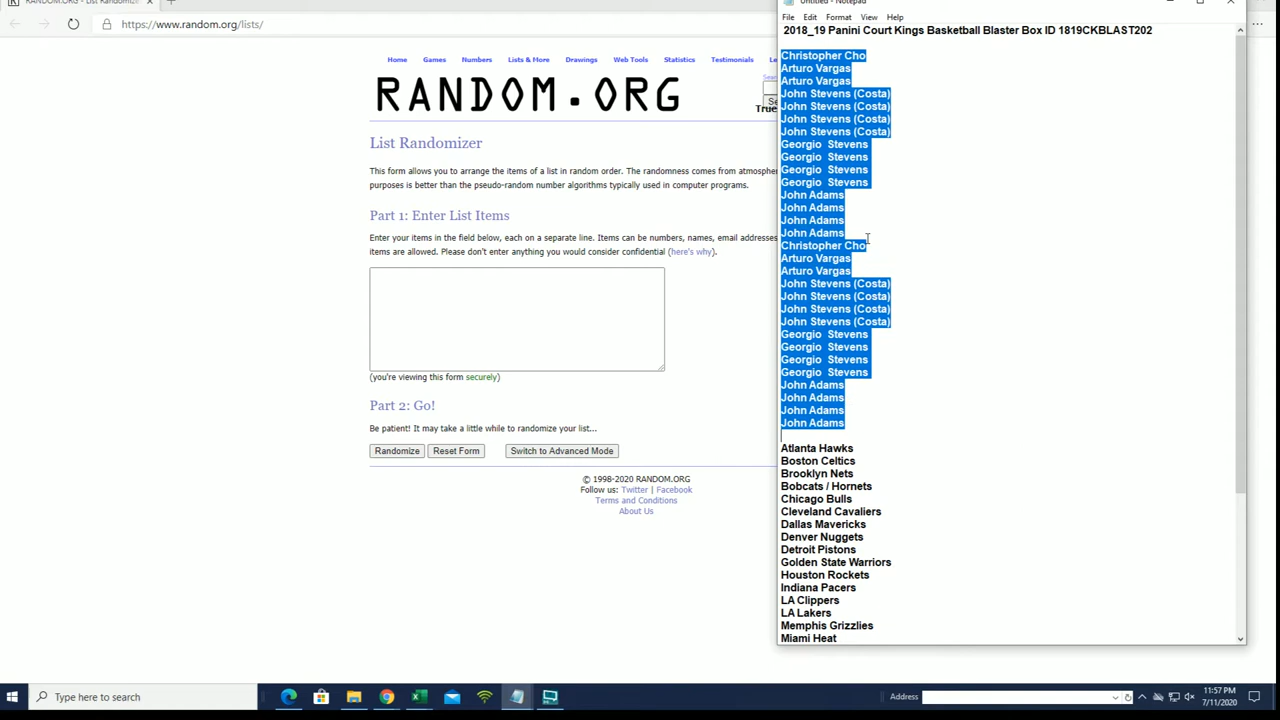 RANDOM.ORG - List Randomizer
https://www.random.org/lists/
Home Games Numbers Lists & More Drawings Web Tools Statistics Testimonials
RANDOM.ORG
True
List Randomizer
This form allows you to arrange the items of a list in random order. The randomness comes from atmospher
purposes is better than the pseudo-random number algorithms typically used in computer programs.
Part 1: Enter List Items
Enter your items in the field below, each on a separate line. Items can be numbers, names, email addresses
items are allowed. Please don't enter anything you would consider confidential (here's why).
(you're viewing this form securely)
Part 2: Go!
Be patient! It may take a little while to randomize your list...
Randomize Reset Form Switch to Advanced Mode
© 1998-2020 RANDOM.ORG
Follow us: Twitter | Facebook
Terms and Conditions
About Us
Untitled - Notepad
File Edit Format View Help
2018_19 Panini Court Kings Basketball Blaster Box ID 1819CKBLAST202
Christopher Cho
Arturo Vargas
Arturo Vargas
John Stevens (Costa)
John Stevens (Costa)
John Stevens (Costa)
John Stevens (Costa)
Georgio  Stevens
Georgio  Stevens
Georgio  Stevens
Georgio  Stevens
John Adams
John Adams
John Adams
John Adams
Christopher Cho
Arturo Vargas
Arturo Vargas
John Stevens (Costa)
John Stevens (Costa)
John Stevens (Costa)
John Stevens (Costa)
Georgio  Stevens
Georgio  Stevens
Georgio  Stevens
Georgio  Stevens
John Adams
John Adams
John Adams
John Adams
Atlanta Hawks
Boston Celtics
Brooklyn Nets
Bobcats / Hornets
Chicago Bulls
Cleveland Cavaliers
Dallas Mavericks
Denver Nuggets
Detroit Pistons
Golden State Warriors
Houston Rockets
Indiana Pacers
LA Clippers
LA Lakers
Memphis Grizzlies
Miami Heat
Type here to search
Address
11:57 PM
7/11/2020